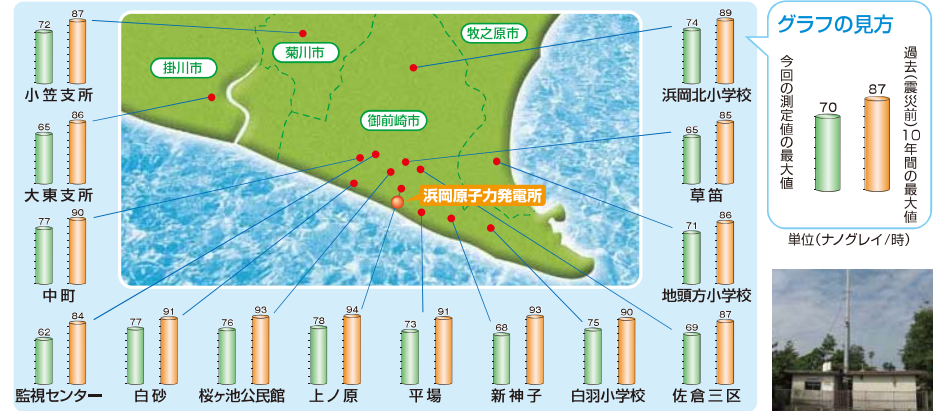 72 87
小笠支所
65 86
大東支所
77 90
中町
62 84
監視センター
77 91
白砂
76 93
桜ヶ池公民館
78 94
上ノ原
73 91
平場
68 93
新神子
75 90
白羽小学校
69 87
佐倉三区
71 86
地頭方小学校
65 85
草笛
74 89
浜岡北小学校
掛川市
菊川市
牧之原市
御前崎市
浜岡原子力発電所
グラフの見方
今回の測定値の最大値
70
87
過去(震災前)10年間の最大値
単位(ナノグレイ/時)